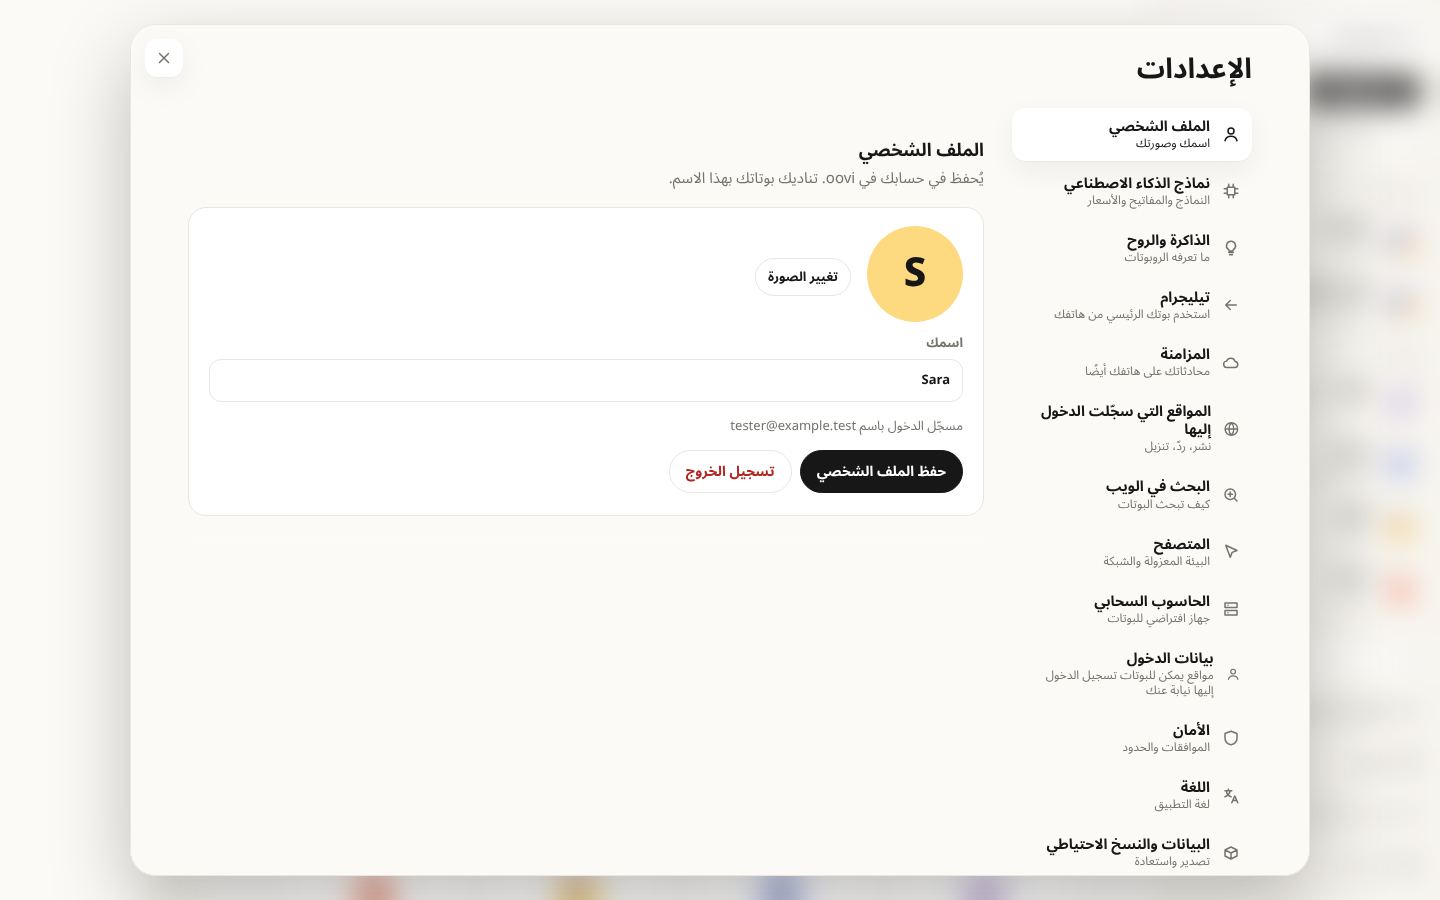 الإعدادات
الملف الشخصي
اسمك وصورتك
نماذج الذكاء الاصطناعي
النماذج والمفاتيح والأسعار
الذاكرة والروح
ما تعرفه الروبوتات
تيليجرام
استخدم بوتك الرئيسي من هاتفك
المزامنة
محادثاتك على هاتفك أيضًا
المواقع التي سجّلت الدخول
إليها
نشر، ردّ، تنزيل
البحث في الويب
كيف تبحث البوتات
المتصفح
البيئة المعزولة والشبكة
الحاسوب السحابي
جهاز افتراضي للبوتات
بيانات الدخول
مواقع يمكن للبوتات تسجيل الدخول
إليها نيابة عنك
الأمان
الموافقات والحدود
اللغة
لغة التطبيق
البيانات والنسخ الاحتياطي
تصدير واستعادة
الملف الشخصي
يُحفظ في حسابك في oovi. تناديك بوتاتك بهذا الاسم.
S
تغيير الصورة
اسمك
Sara
مسجّل الدخول باسم tester@example.test
حفظ الملف الشخصي
تسجيل الخروج